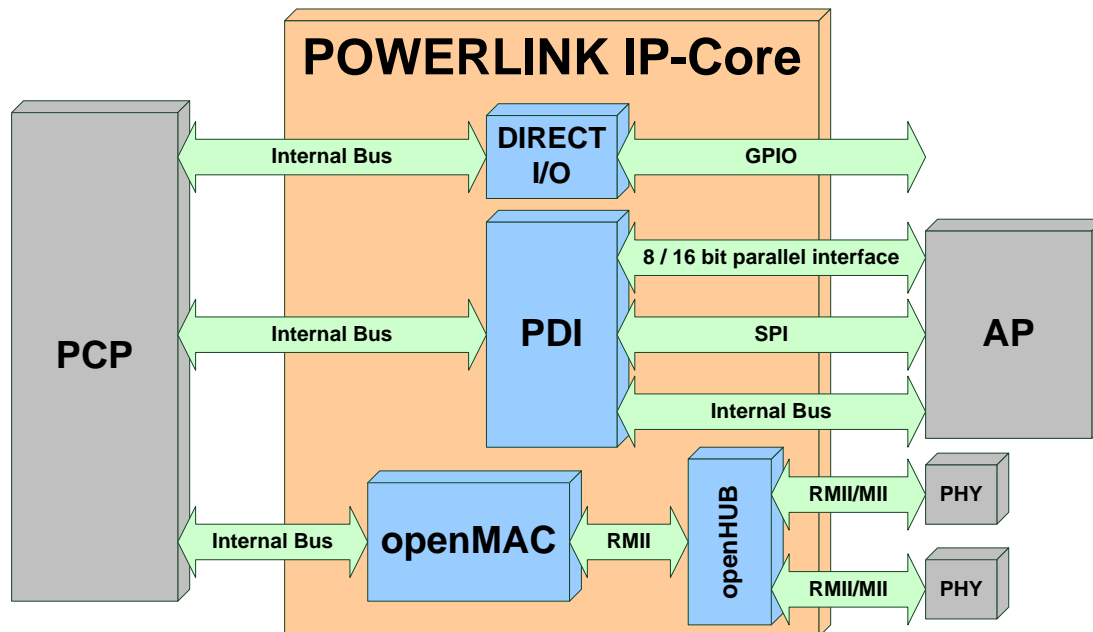 POWERLINK IP-Core
DIRECT
I/O
Internal Bus
GPIO
PCP
Internal Bus
PDI
8 / 16 bit parallel interface
SPI
Internal Bus
AP
Internal Bus
openMAC
RMII
openHUB
RMII/MII
PHY
RMII/MII
PHY